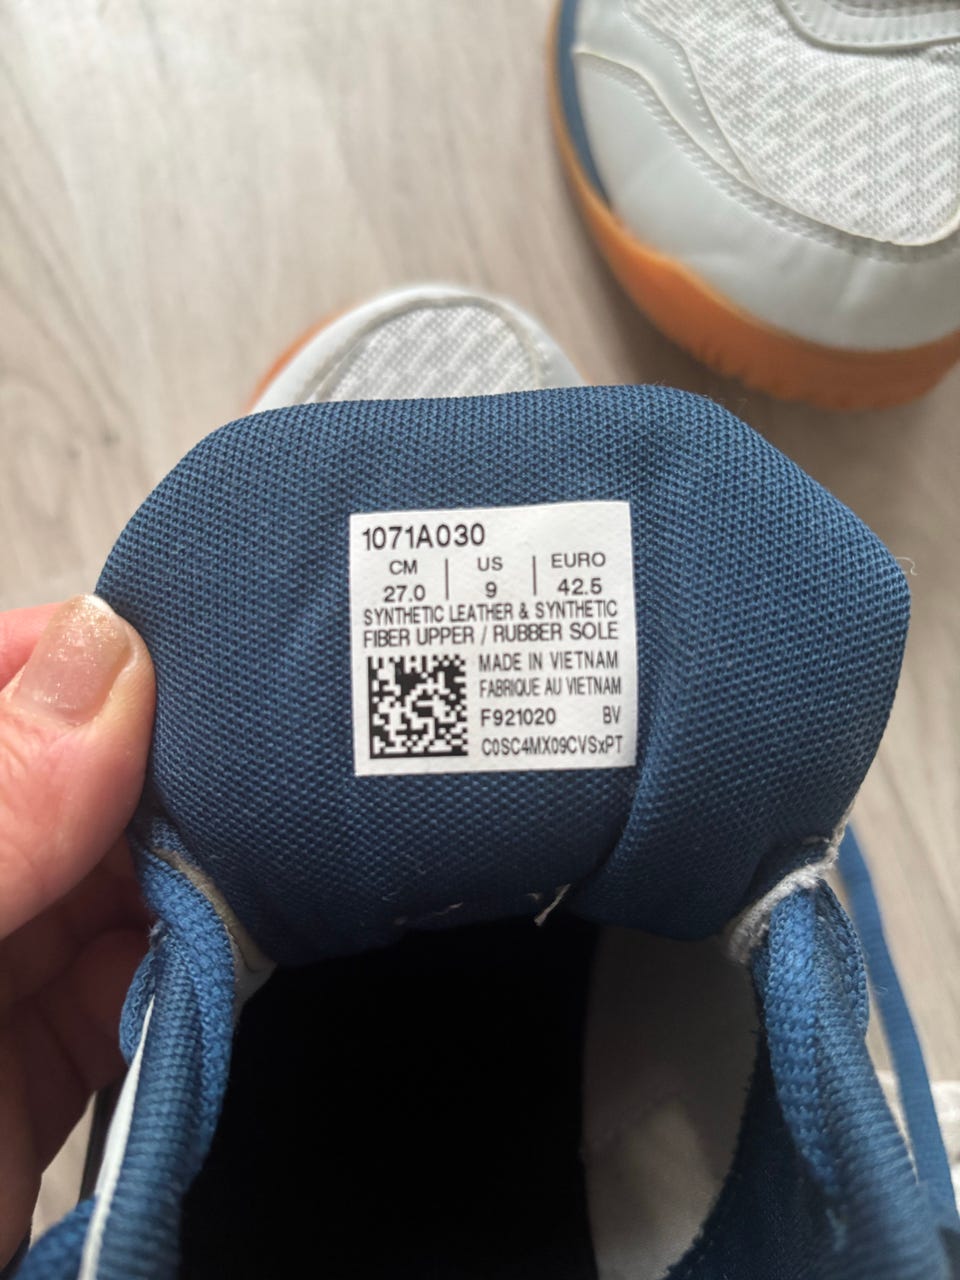 1071A030
CM | US | EURO
27.0 | 9 | 42.5
SYNTHETIC LEATHER & SYNTHETIC
FIBER UPPER / RUBBER SOLE
MADE IN VIETNAM
FABRIQUE AU VIETNAM
F921020 BV
C0SC4MX09CVSxPT